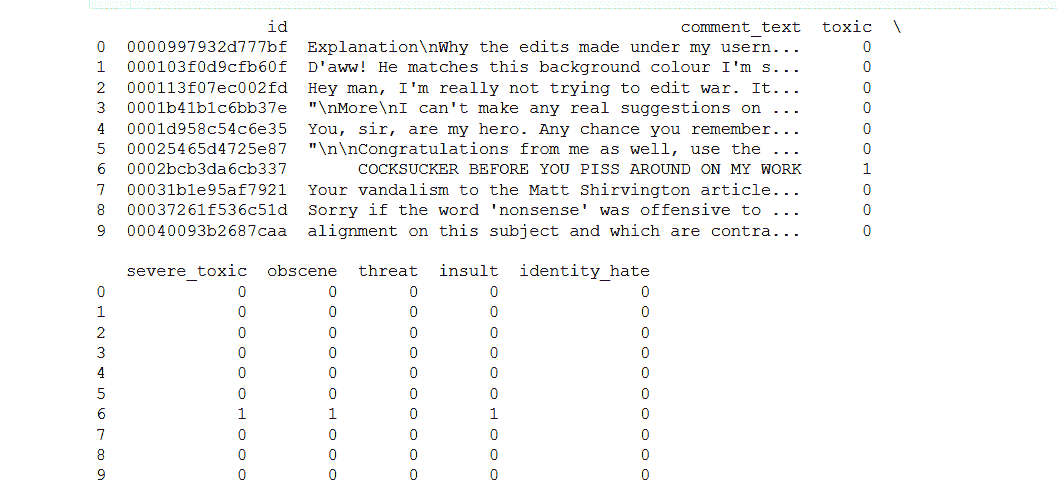 id comment_text toxic \
0 0000997932d777bf Explanation\nWhy the edits made under my usern... 0
1 000103f0d9cfb60f D'aww! He matches this background colour I'm s... 0
2 000113f07ec002fd Hey man, I'm really not trying to edit war. It... 0
3 0001b41b1c6bb37e "\nMore\nI can't make any real suggestions on ... 0
4 0001d958c54c6e35 You, sir, are my hero. Any chance you remember... 0
5 00025465d4725e87 "\n\nCongratulations from me as well, use the ... 0
6 0002bcb3da6cb337 COCKSUCKER BEFORE YOU PISS AROUND ON MY WORK 1
7 00031b1e95af7921 Your vandalism to the Matt Shirvington article... 0
8 00037261f536c51d Sorry if the word 'nonsense' was offensive to ... 0
9 00040093b2687caa alignment on this subject and which are contra... 0
severe_toxic obscene threat insult identity_hate
0 0 0 0 0 0
1 0 0 0 0 0
2 0 0 0 0 0
3 0 0 0 0 0
4 0 0 0 0 0
5 0 0 0 0 0
6 1 1 0 1 0
7 0 0 0 0 0
8 0 0 0 0 0
9 0 0 0 0 0